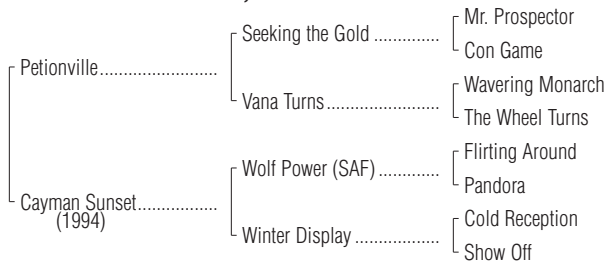 Mr. Prospector
Seeking the Gold ..............
Con Game
Petionville.........................
Wavering Monarch
Vana Turns........................
The Wheel Turns
Flirting Around
Wolf Power (SAF) .............
Pandora
Cayman Sunset.................
(1994)
Cold Reception
Winter Display ..................
Show Off